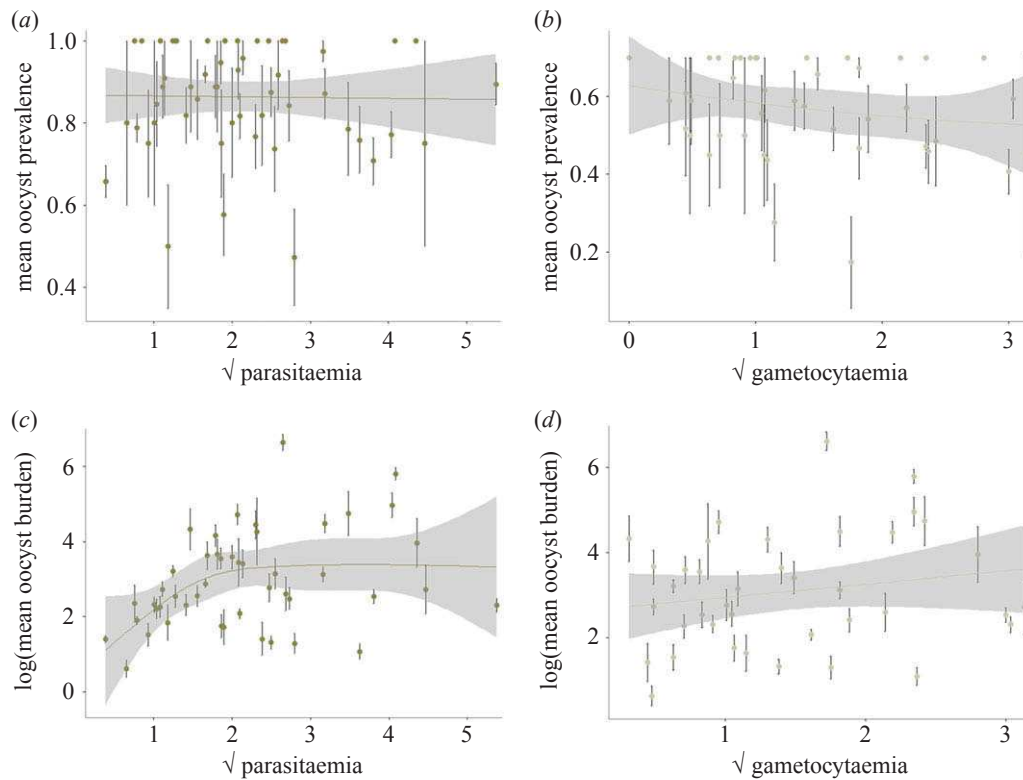 (a)
1.0
0.8
0.6
0.4
mean oocyst prevalence
1 2 3 4 5
√ parasitaemia
(b)
0.6
0.4
0.2
mean oocyst prevalence
0 1 2 3
√ gametocytaemia
(c)
6
4
2
0
log(mean oocyst burden)
1 2 3 4 5
√ parasitaemia
(d)
6
4
2
log(mean oocyst burden)
1 2 3
√ gametocytaemia